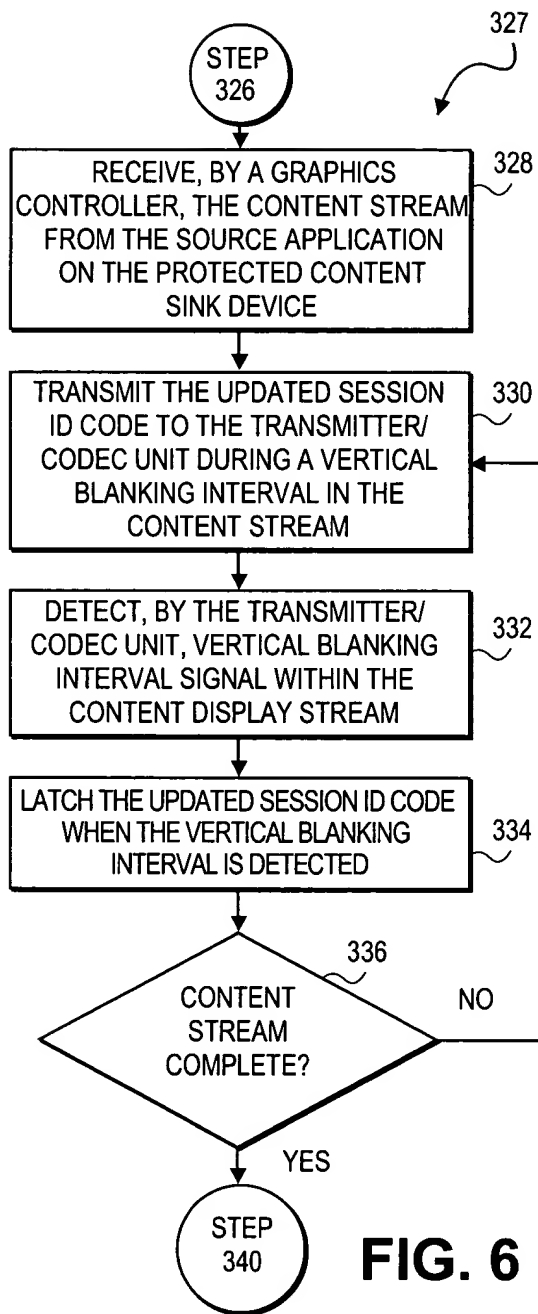 327
STEP
326
328
RECEIVE, BY A GRAPHICS
CONTROLLER, THE CONTENT STREAM
FROM THE SOURCE APPLICATION
ON THE PROTECTED CONTENT
SINK DEVICE
330
TRANSMIT THE UPDATED SESSION
ID CODE TO THE TRANSMITTER/
CODEC UNIT DURING A VERTICAL
BLANKING INTERVAL IN THE
CONTENT STREAM
332
DETECT, BY THE TRANSMITTER/
CODEC UNIT, VERTICAL BLANKING
INTERVAL SIGNAL WITHIN THE
CONTENT DISPLAY STREAM
334
LATCH THE UPDATED SESSION ID CODE
WHEN THE VERTICAL BLANKING
INTERVAL IS DETECTED
336
CONTENT
STREAM
COMPLETE?
NO
YES
STEP
340
FIG. 6